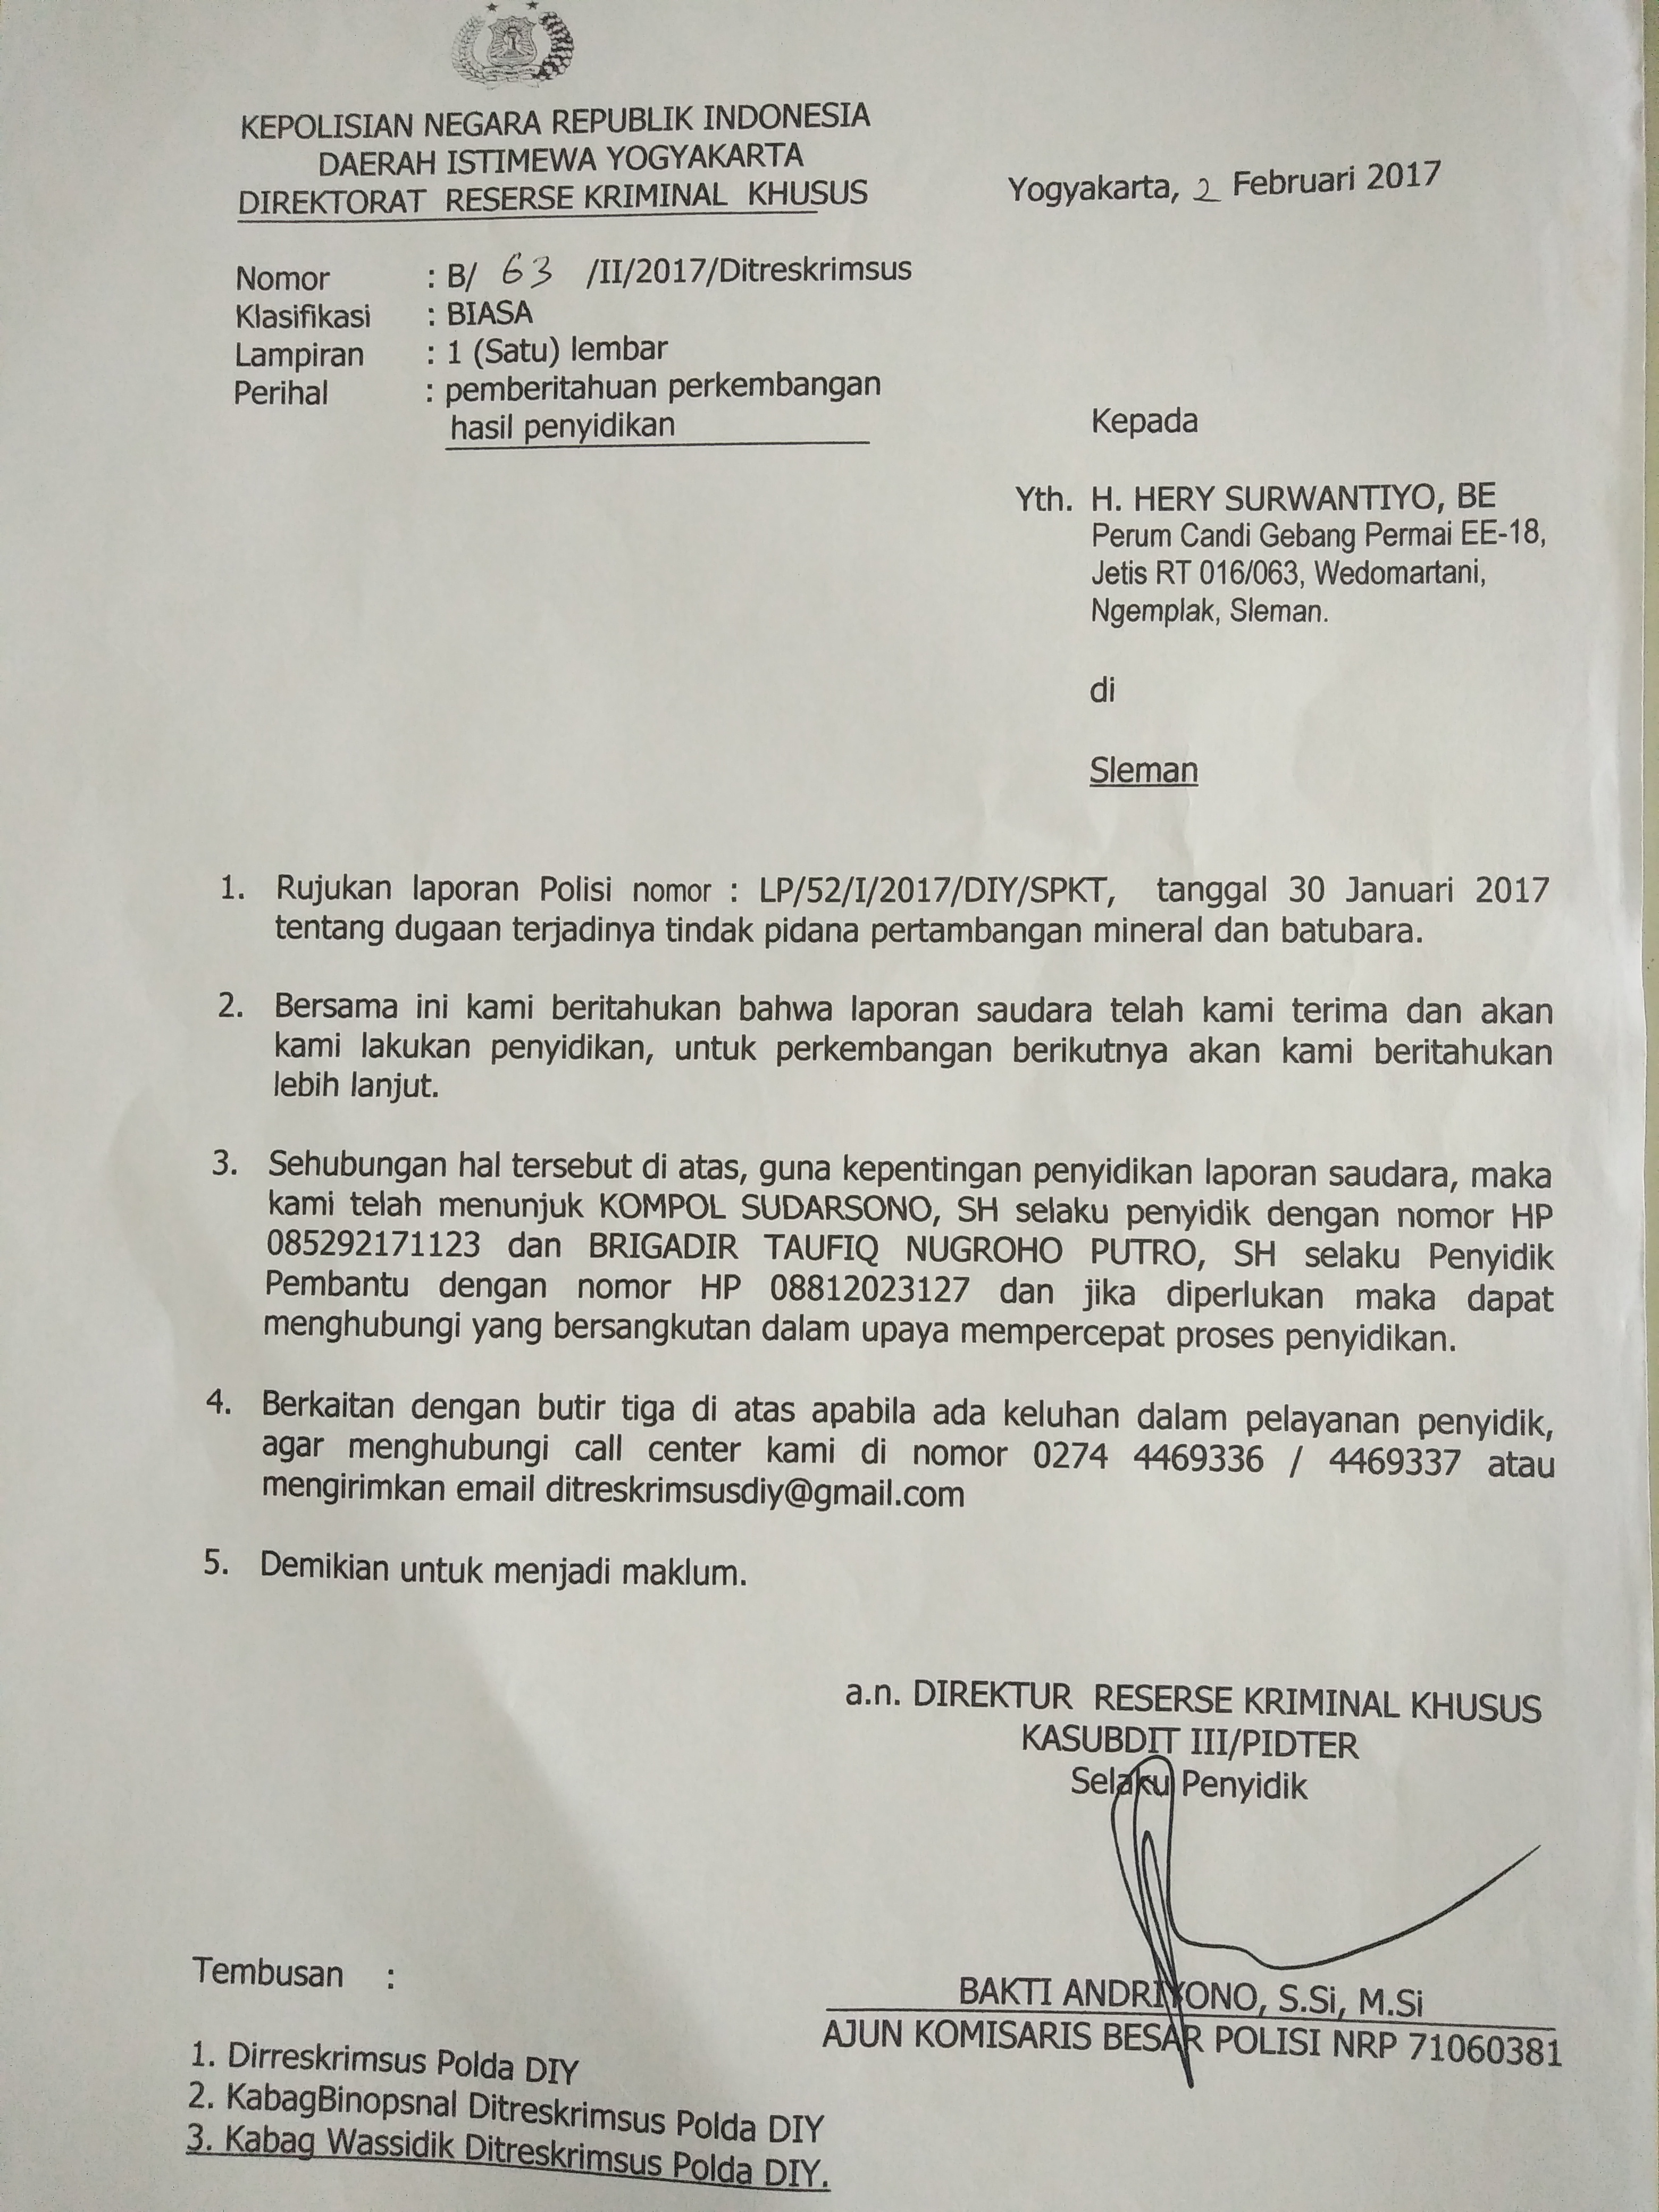 KEPOLISIAN NEGARA REPUBLIK INDONESIA
DAERAH ISTIMEWA YOGYAKARTA
DIREKTORAT RESERSE KRIMINAL KHUSUS
Yogyakarta, 2 Februari 2017
Nomor : B/ 63 /II/2017/Ditreskrimsus
Klasifikasi : BIASA
Lampiran : 1 (Satu) lembar
Perihal : pemberitahuan perkembangan
hasil penyidikan
Kepada
Yth. H. HERY SURWANTIYO, BE
Perum Candi Gebang Permai EE-18,
Jetis RT 016/063, Wedomartani,
Ngemplak, Sleman.
di
Sleman
1. Rujukan laporan Polisi nomor : LP/52/I/2017/DIY/SPKT, tanggal 30 Januari 2017
tentang dugaan terjadinya tindak pidana pertambangan mineral dan batubara.
2. Bersama ini kami beritahukan bahwa laporan saudara telah kami terima dan akan
kami lakukan penyidikan, untuk perkembangan berikutnya akan kami beritahukan
lebih lanjut.
3. Sehubungan hal tersebut di atas, guna kepentingan penyidikan laporan saudara, maka
kami telah menunjuk KOMPOL SUDARSONO, SH selaku penyidik dengan nomor HP
085292171123 dan BRIGADIR TAUFIQ NUGROHO PUTRO, SH selaku Penyidik
Pembantu dengan nomor HP 08812023127 dan jika diperlukan maka dapat
menghubungi yang bersangkutan dalam upaya mempercepat proses penyidikan.
4. Berkaitan dengan butir tiga di atas apabila ada keluhan dalam pelayanan penyidik,
agar menghubungi call center kami di nomor 0274 4469336 / 4469337 atau
mengirimkan email ditreskrimsusdiy@gmail.com
5. Demikian untuk menjadi maklum.
a.n. DIREKTUR RESERSE KRIMINAL KHUSUS
KASUBDIT III/PIDTER
Selaku Penyidik
BAKTI ANDRIYONO, S.Si, M.Si
AJUN KOMISARIS BESAR POLISI NRP 71060381
Tembusan :
1. Dirreskrimsus Polda DIY
2. KabagBinopsnal Ditreskrimsus Polda DIY
3. Kabag Wassidik Ditreskrimsus Polda DIY.